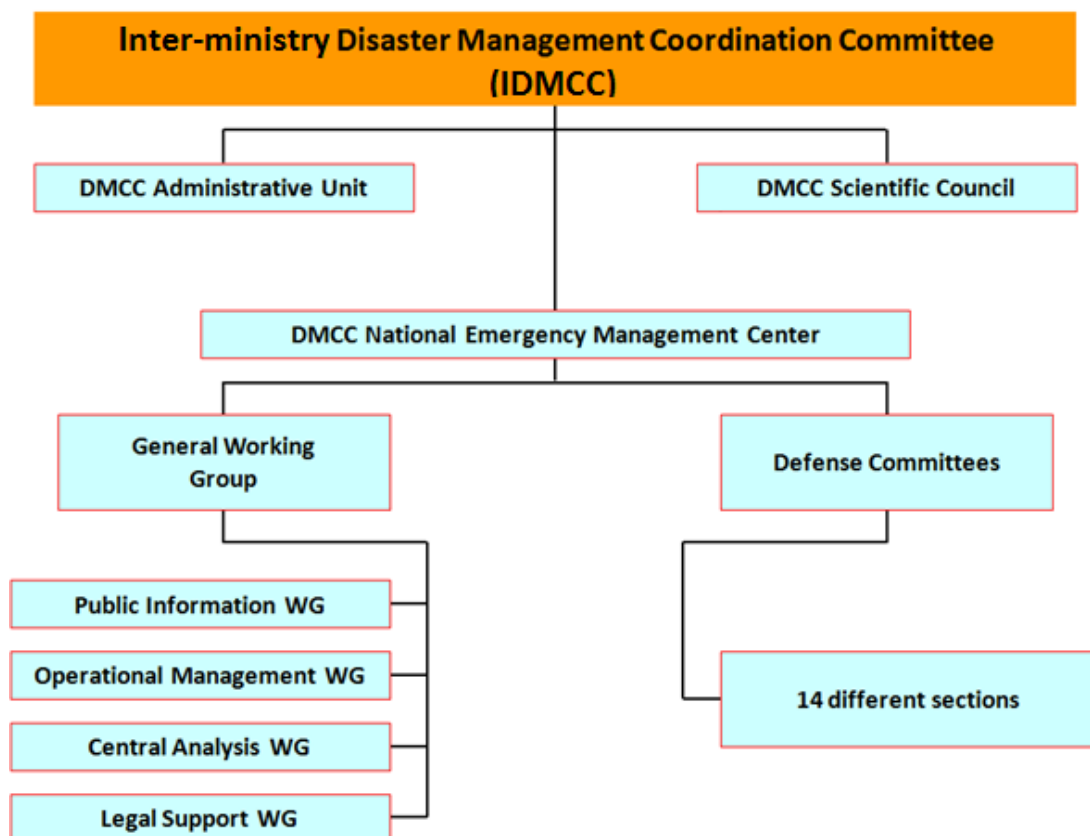 Inter-ministry Disaster Management Coordination Committee
(IDMCC)
DMCC Administrative Unit
DMCC Scientific Council
DMCC National Emergency Management Center
General Working
Group
Defense Committees
Public Information WG
Operational Management WG
Central Analysis WG
Legal Support WG
14 different sections